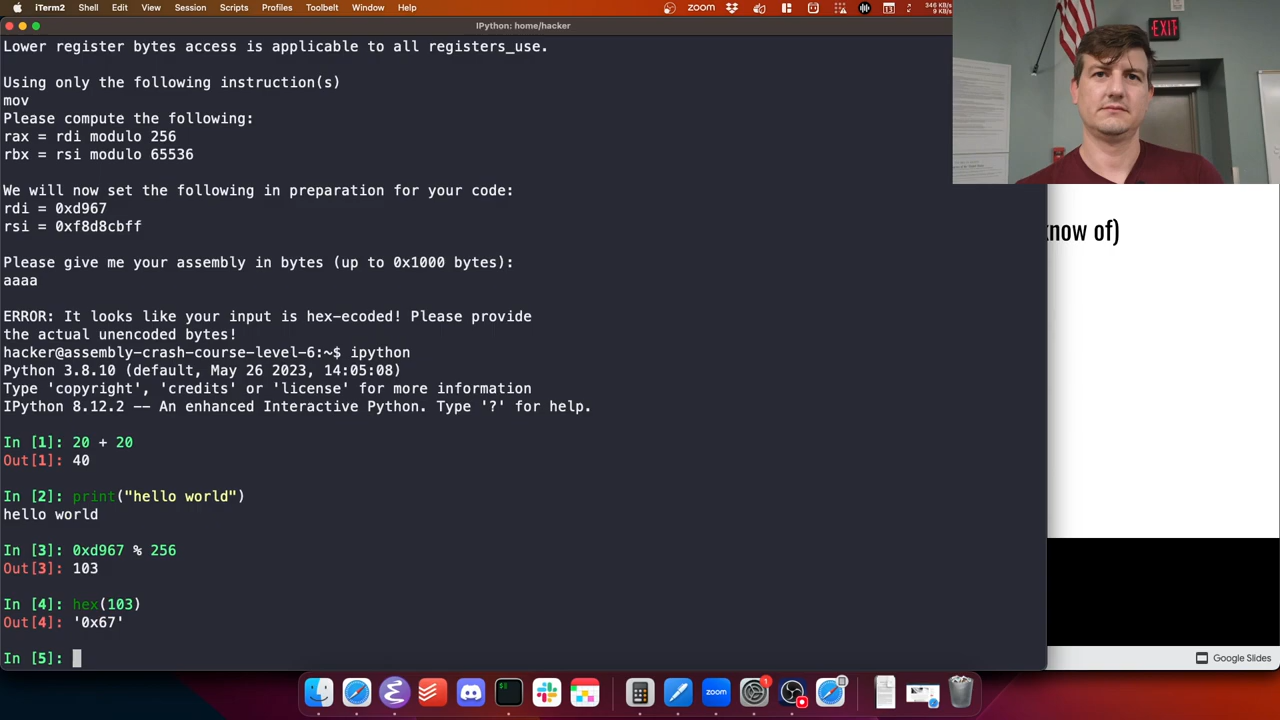 iTerm2 Shell Edit View Session Scripts Profiles Toolbelt Window Help zoom 346 KB 9 KB
IPython: home/hacker
Lower register bytes access is applicable to all registers_use.
Using only the following instruction(s)
mov
Please compute the following:
rax = rdi modulo 256
rbx = rsi modulo 65536
We will now set the following in preparation for your code:
rdi = 0xd967
rsi = 0xf8d8cbff
Please give me your assembly in bytes (up to 0x1000 bytes):
aaaa
ERROR: It looks like your input is hex-ecoded! Please provide
the actual unencoded bytes!
hacker@assembly-crash-course-level-6:~$ ipython
Python 3.8.10 (default, May 26 2023, 14:05:08)
Type 'copyright', 'credits' or 'license' for more information
IPython 8.12.2 -- An enhanced Interactive Python. Type '?' for help.
In [1]: 20 + 20
Out[1]: 40
In [2]: print("hello world")
hello world
In [3]: 0xd967 % 256
Out[3]: 103
In [4]: hex(103)
Out[4]: '0x67'
In [5]:
EXIT
know of)
Google Slides
zoom
1